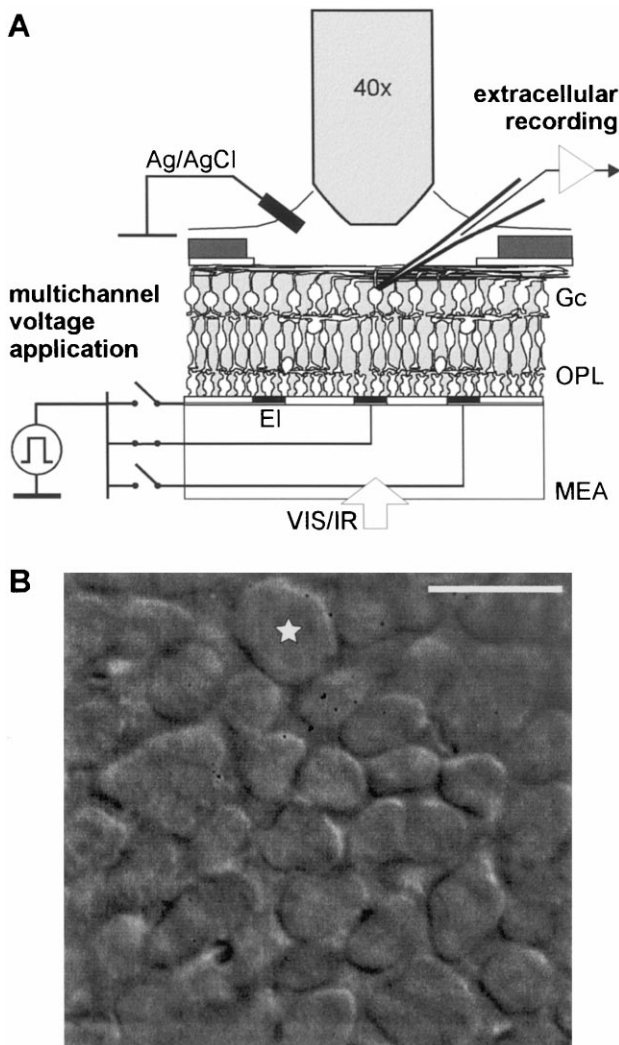 A
40x
extracellular
recording
Ag/AgCl
multichannel
voltage
application
Gc
OPL
El
MEA
VIS/IR
B